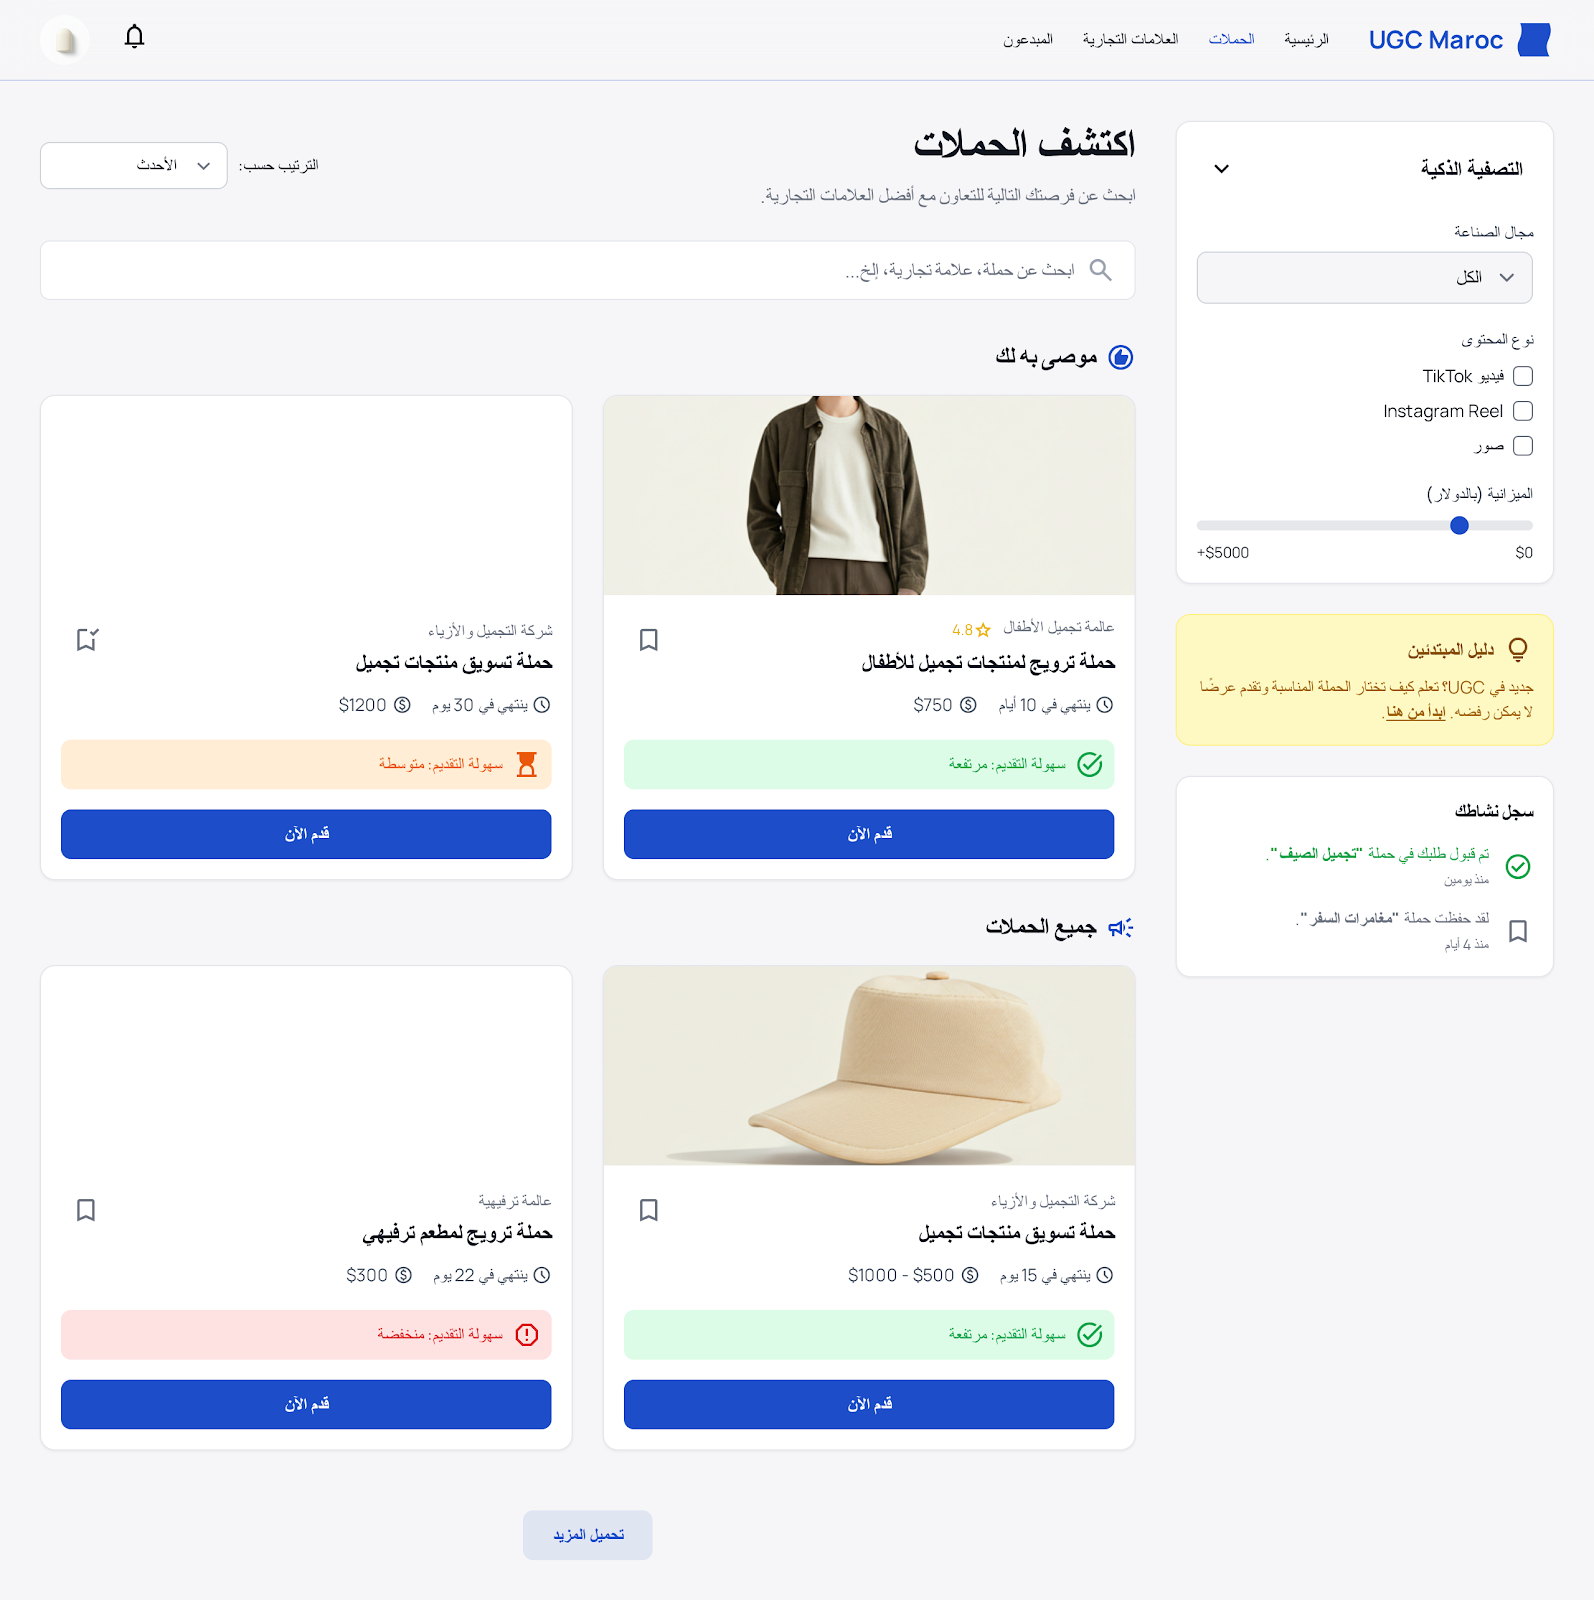 UGC Maroc
الرئيسية
الحملات
العلامات التجارية
المبدعون
التصفية الذكية
مجال الصناعة
الكل
نوع المحتوى
فيديو TikTok
Instagram Reel
صور
الميزانية (بالدولار)
$0
+$5000
دليل المبتدئين
جديد في UGC؟ تعلم كيف تختار الحملة المناسبة وتقدم عرضًا
لا يمكن رفضه. ابدأ من هنا.
سجل نشاطك
تم قبول طلبك في حملة "تجميل الصيف".
منذ يومين
لقد حفظت حملة "مغامرات السفر".
منذ 4 أيام
اكتشف الحملات
ابحث عن فرصتك التالية للتعاون مع أفضل العلامات التجارية.
الترتيب حسب:
الأحدث
ابحث عن حملة، علامة تجارية، إلخ...
موصى به لك
عالمة تجميل الأطفال
4.8
حملة ترويج لمنتجات تجميل للأطفال
ينتهي في 10 أيام
$750
سهولة التقديم: مرتفعة
قدم الآن
شركة التجميل والأزياء
حملة تسويق منتجات تجميل
ينتهي في 30 يوم
$1200
سهولة التقديم: متوسطة
قدم الآن
جميع الحملات
شركة التجميل والأزياء
حملة تسويق منتجات تجميل
ينتهي في 15 يوم
$1000 - $500
سهولة التقديم: مرتفعة
قدم الآن
عالمة ترفيهية
حملة ترويج لمطعم ترفيهي
ينتهي في 22 يوم
$300
سهولة التقديم: منخفضة
قدم الآن
تحميل المزيد